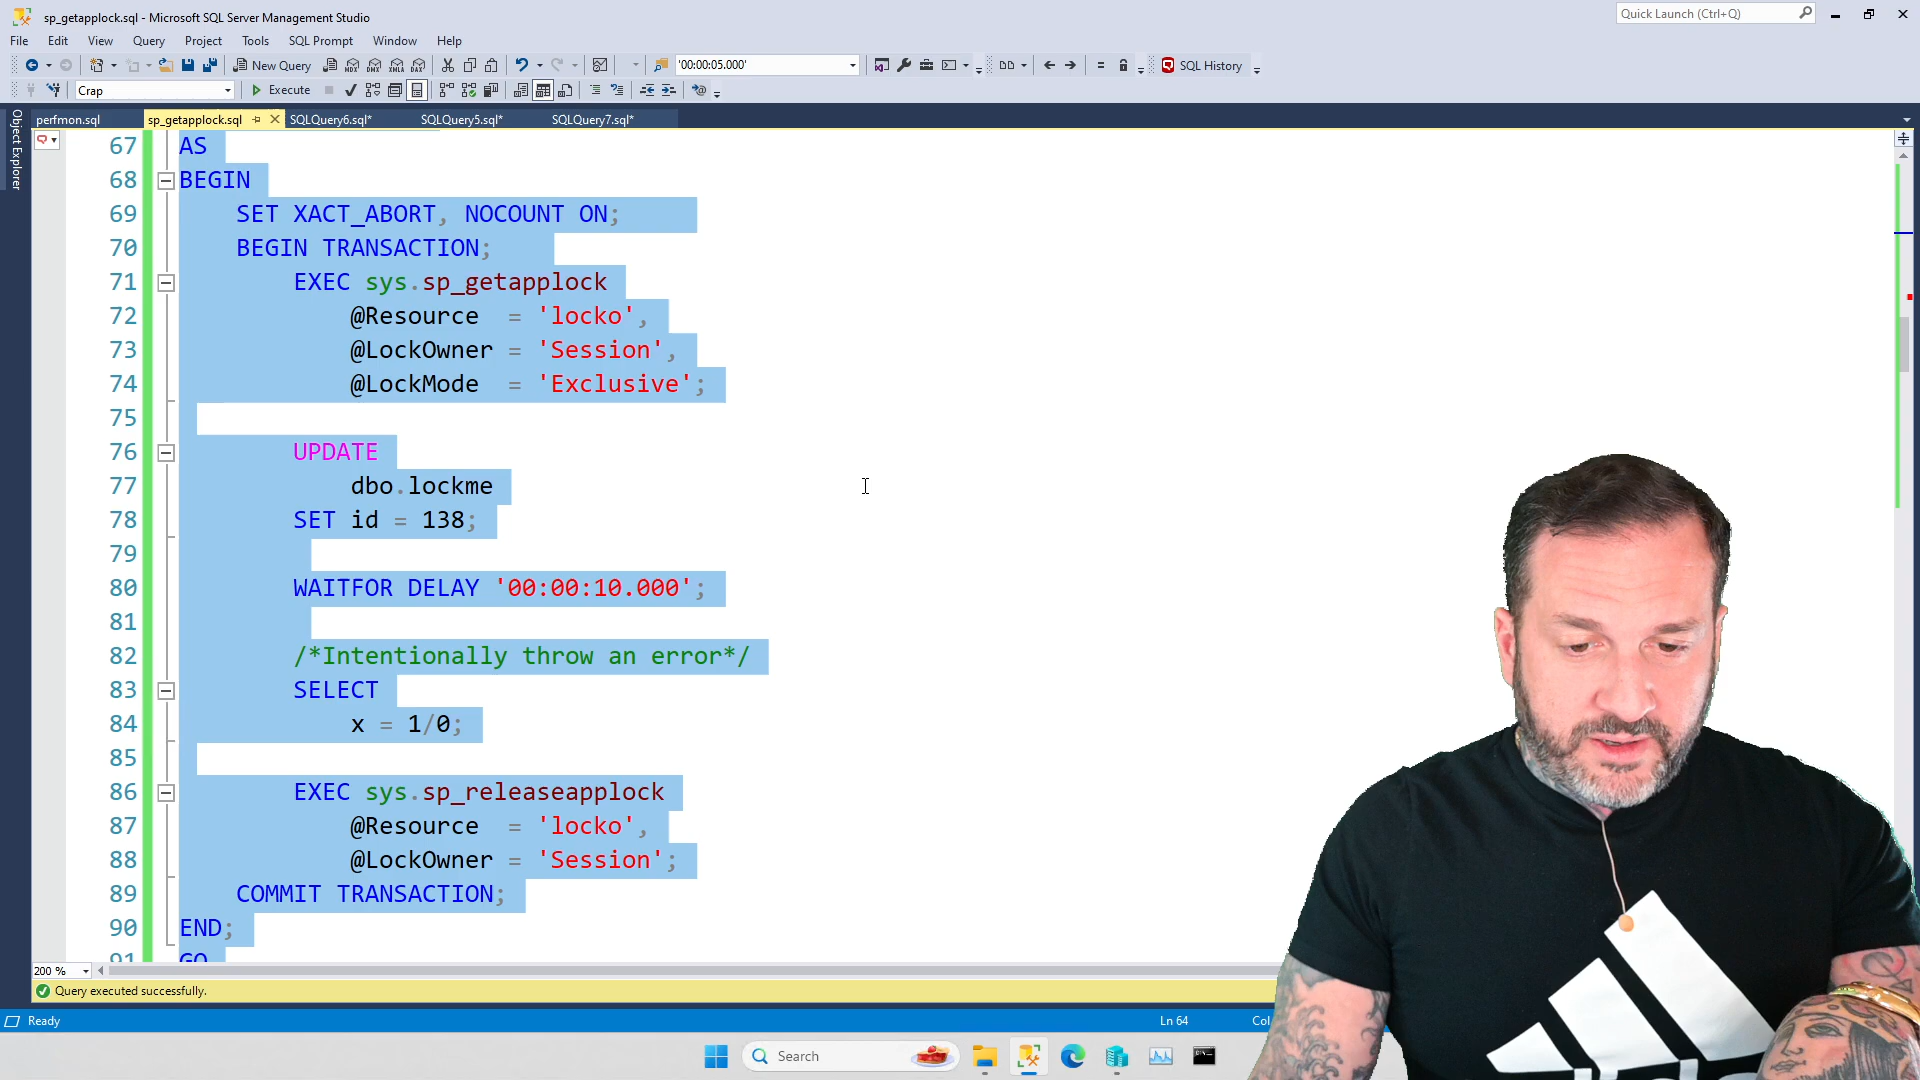 sp_getapplock.sql - Microsoft SQL Server Management Studio
Quick Launch (Ctrl+Q)
File Edit View Query Project Tools SQL Prompt Window Help
New Query MDX DMX XMLA DAX '00:00:05.000' SQL History
Crap Execute
perfmon.sql sp_getapplock.sql SQLQuery6.sql* SQLQuery5.sql* SQLQuery7.sql*
Object Explorer
67 AS
68 BEGIN
69 SET XACT_ABORT, NOCOUNT ON;
70 BEGIN TRANSACTION;
71 EXEC sys.sp_getapplock
72 @Resource = 'locko',
73 @LockOwner = 'Session',
74 @LockMode = 'Exclusive';
75
76 UPDATE
77 dbo.lockme
78 SET id = 138;
79
80 WAITFOR DELAY '00:00:10.000';
81
82 /*Intentionally throw an error*/
83 SELECT
84 x = 1/0;
85
86 EXEC sys.sp_releaseapplock
87 @Resource = 'locko',
88 @LockOwner = 'Session';
89 COMMIT TRANSACTION;
90 END;
91 GO
200 %
Query executed successfully.
Ready Ln 64 Col
Search